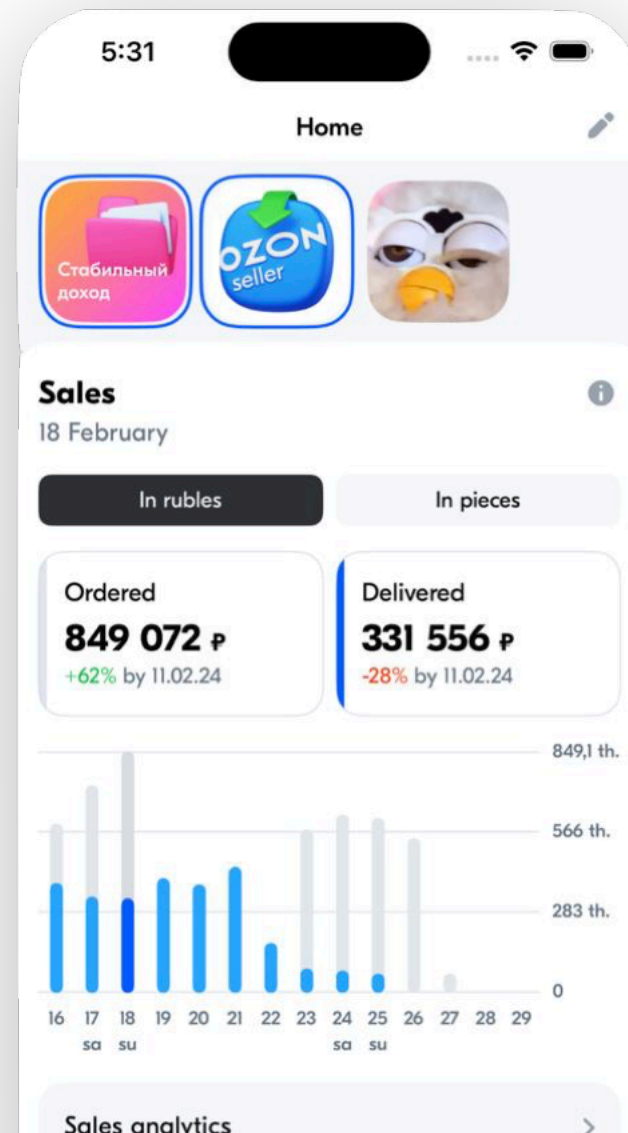 5:31
Home
Стабильный
доход
OZON
seller
Sales
18 February
In rubles
In pieces
Ordered
849 072 ₽
+62% by 11.02.24
Delivered
331 556 ₽
-28% by 11.02.24
849,1 th.
566 th.
283 th.
0
16 17 18 19 20 21 22 23 24 25 26 27 28 29
sa su sa su
Sales analytics